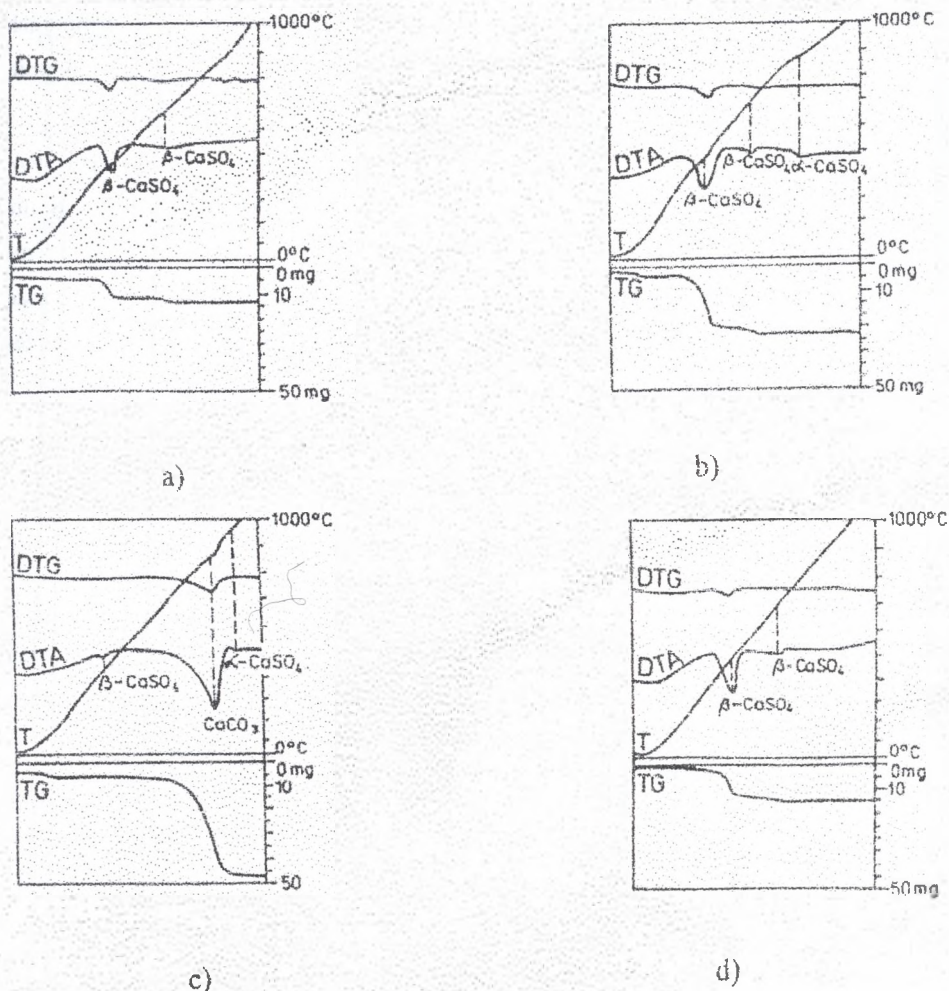 1000°C
DTG
β-CaSO₄
DTA
β-CaSO₄
T
0°C
0 mg
TG
10
50 mg
a)
1000°C
DTG
β-CaSO₄ α-CaSO₄
DTA
β-CaSO₄
T
0°C
0 mg
TG
10
50 mg
b)
1000°C
DTG
DTA
α-CaSO₄
β-CaSO₄
CaCO₃
T
0°C
0 mg
TG
10
50
c)
1000°C
DTG
DTA
β-CaSO₄
β-CaSO₄
T
0°C
0mg
TG
10
50 mg
d)